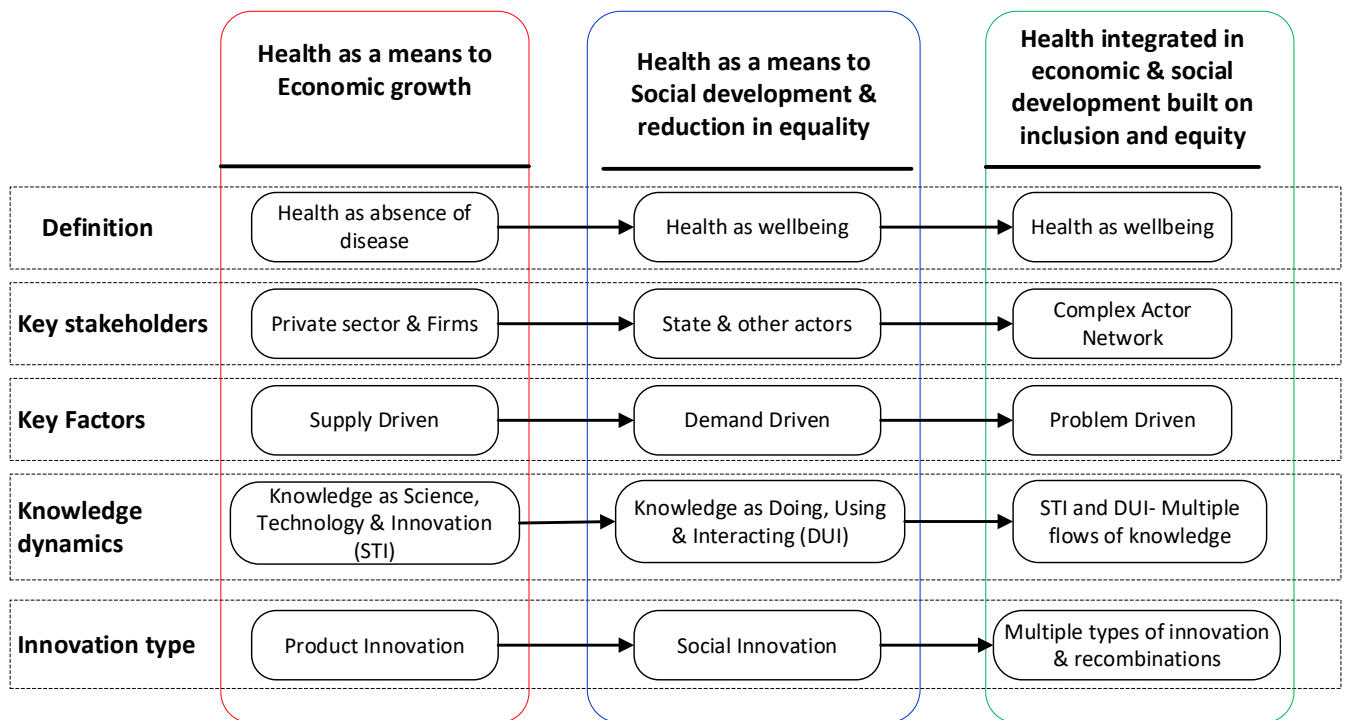 Health as a means to
Economic growth
Health as a means to
Social development &
reduction in equality
Health integrated in
economic & social
development built on
inclusion and equity
Definition
Health as absence of
disease
Health as wellbeing
Health as wellbeing
Key stakeholders
Private sector & Firms
State & other actors
Complex Actor
Network
Key Factors
Supply Driven
Demand Driven
Problem Driven
Knowledge
dynamics
Knowledge as Science,
Technology & Innovation
(STI)
Knowledge as Doing, Using
& Interacting (DUI)
STI and DUI- Multiple
flows of knowledge
Innovation type
Product Innovation
Social Innovation
Multiple types of innovation
& recombinations